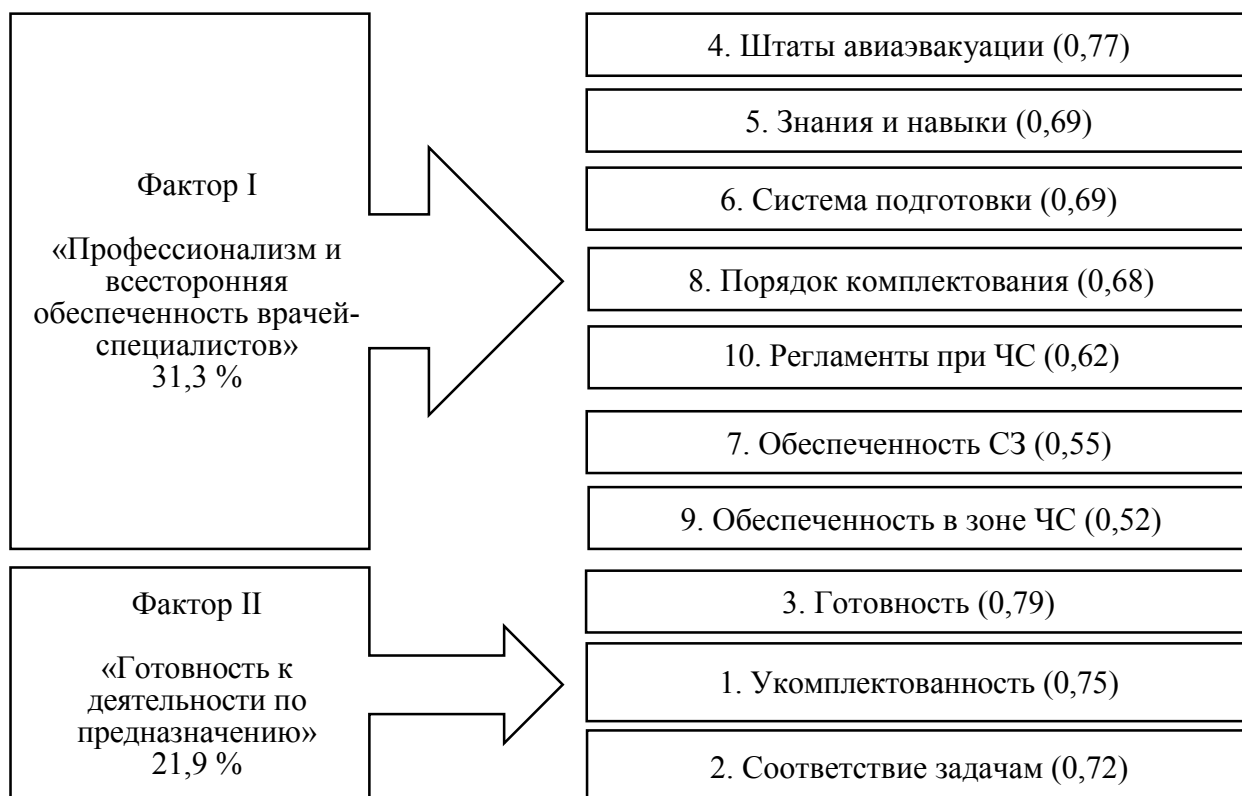 Фактор I
«Профессионализм и
всесторонняя
обеспеченность врачей-
специалистов»
31,3 %
4. Штаты авиаэвакуации (0,77)
5. Знания и навыки (0,69)
6. Система подготовки (0,69)
8. Порядок комплектования (0,68)
10. Регламенты при ЧС (0,62)
7. Обеспеченность СЗ (0,55)
9. Обеспеченность в зоне ЧС (0,52)
Фактор II
«Готовность к
деятельности по
предназначению»
21,9 %
3. Готовность (0,79)
1. Укомплектованность (0,75)
2. Соответствие задачам (0,72)